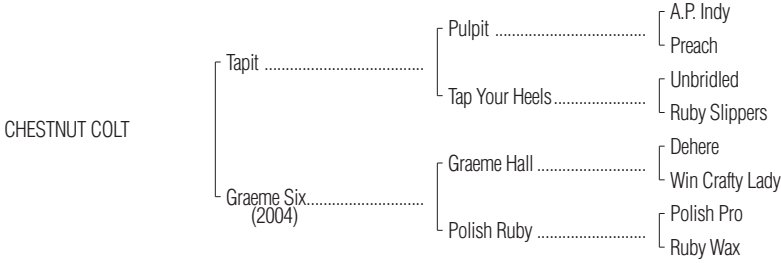 A.P. Indy
Pulpit ......................................
Preach
Tapit ........................................
Unbridled
Tap Your Heels.......................
Ruby Slippers
CHESTNUT COLT
Dehere
Graeme Hall ...........................
Win Crafty Lady
Graeme Six.............................
(2004)
Polish Pro
Polish Ruby ...........................
Ruby Wax